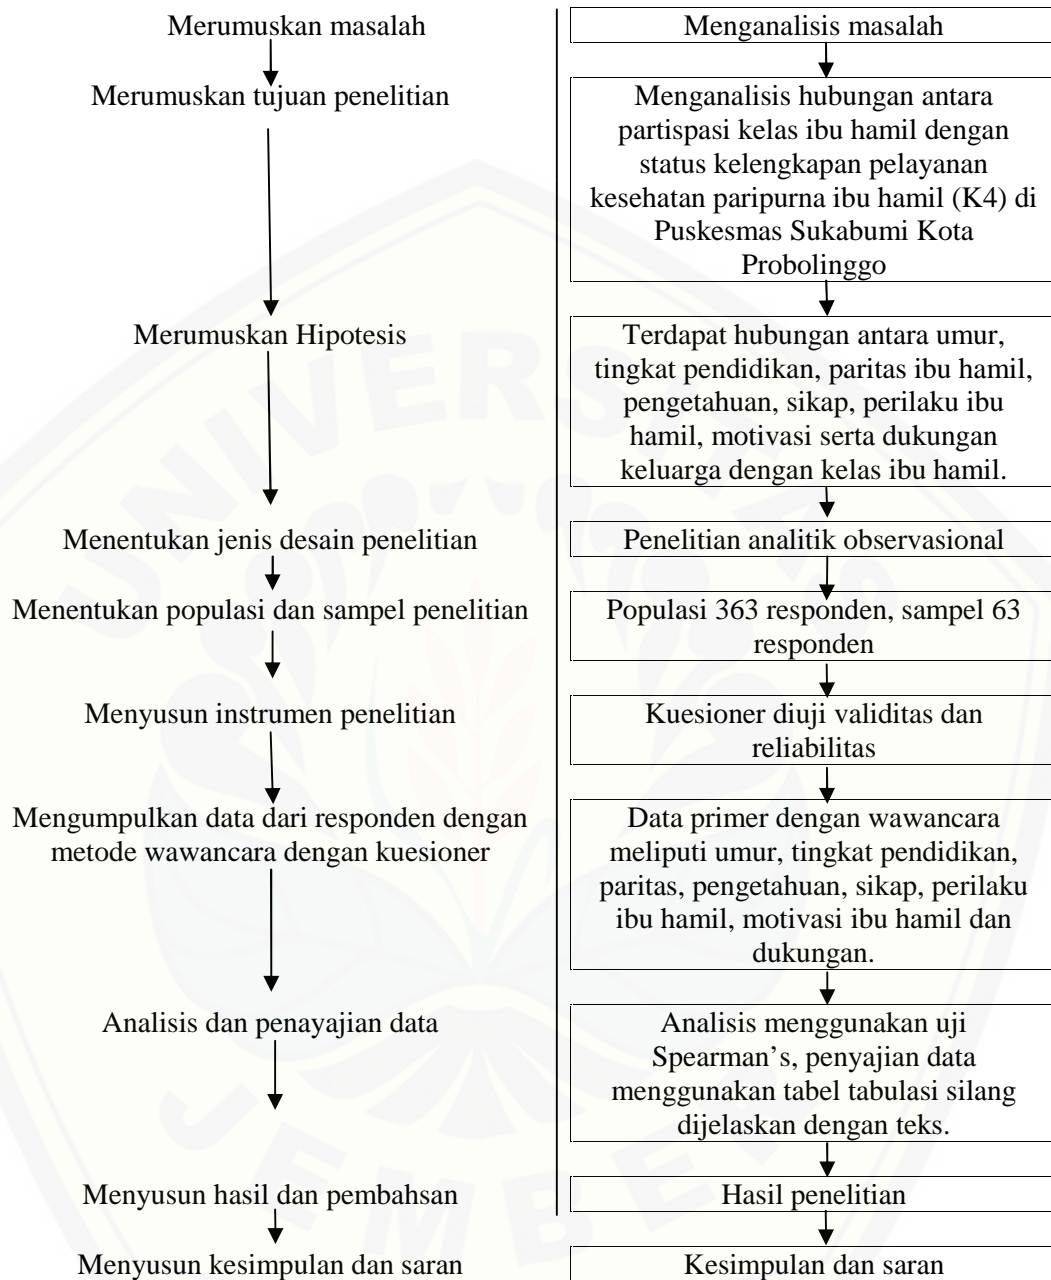 Merumuskan masalah
Menganalisis masalah
Merumuskan tujuan penelitian
Menganalisis hubungan antara
partispasi kelas ibu hamil dengan
status kelengkapan pelayanan
kesehatan paripurna ibu hamil (K4) di
Puskesmas Sukabumi Kota
Probolinggo
Merumuskan Hipotesis
Terdapat hubungan antara umur,
tingkat pendidikan, paritas ibu hamil,
pengetahuan, sikap, perilaku ibu
hamil, motivasi serta dukungan
keluarga dengan kelas ibu hamil.
Menentukan jenis desain penelitian
Penelitian analitik observasional
Menentukan populasi dan sampel penelitian
Populasi 363 responden, sampel 63
responden
Menyusun instrumen penelitian
Kuesioner diuji validitas dan
reliabilitas
Mengumpulkan data dari responden dengan
metode wawancara dengan kuesioner
Data primer dengan wawancara
meliputi umur, tingkat pendidikan,
paritas, pengetahuan, sikap, perilaku
ibu hamil, motivasi ibu hamil dan
dukungan.
Analisis dan penayajian data
Analisis menggunakan uji
Spearman's, penyajian data
menggunakan tabel tabulasi silang
dijelaskan dengan teks.
Menyusun hasil dan pembahsan
Hasil penelitian
Menyusun kesimpulan dan saran
Kesimpulan dan saran
UNIVERSITAS
JEMBER